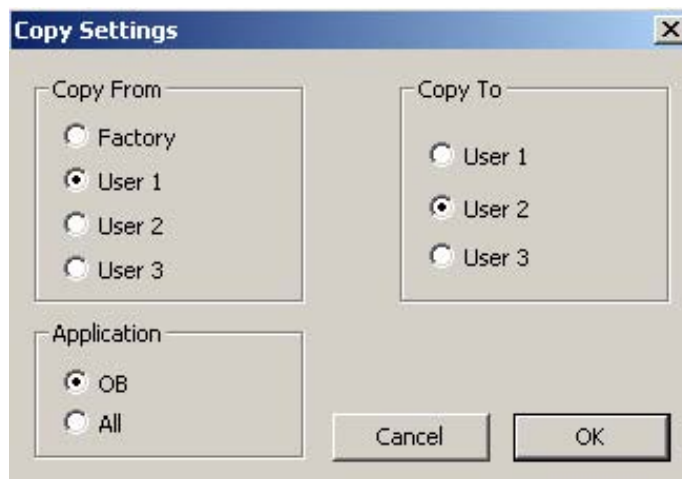 Copy Settings
Copy From
Factory
User 1
User 2
User 3
Copy To
User 1
User 2
User 3
Application
OB
All
Cancel
OK